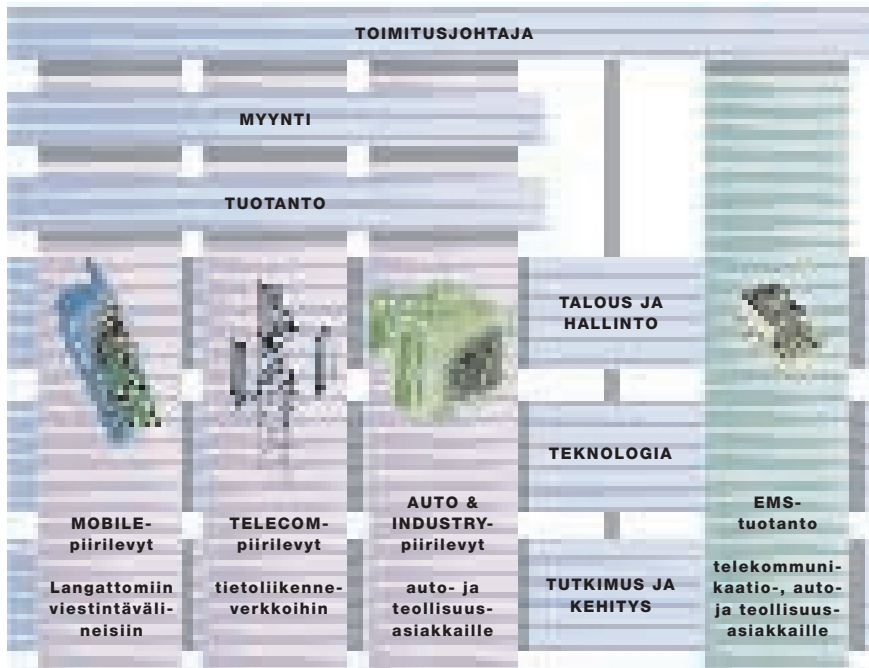 TOIMITUSJOHTAJA
MYYNTI
TUOTANTO
TALOUS JA
HALLINTO
TEKNOLOGIA
MOBILE-
piirilevyt
Langattomiin
viestintäväli-
neisiin
TELECOM-
piirilevyt
tietoliikenne-
verkkoihin
AUTO &
INDUSTRY-
piirilevyt
auto- ja
teollisuus-
asiakkaille
TUTKIMUS JA
KEHITYS
EMS-
tuotanto
telekommuni-
kaatio-, auto-
ja teollisuus-
asiakkaille